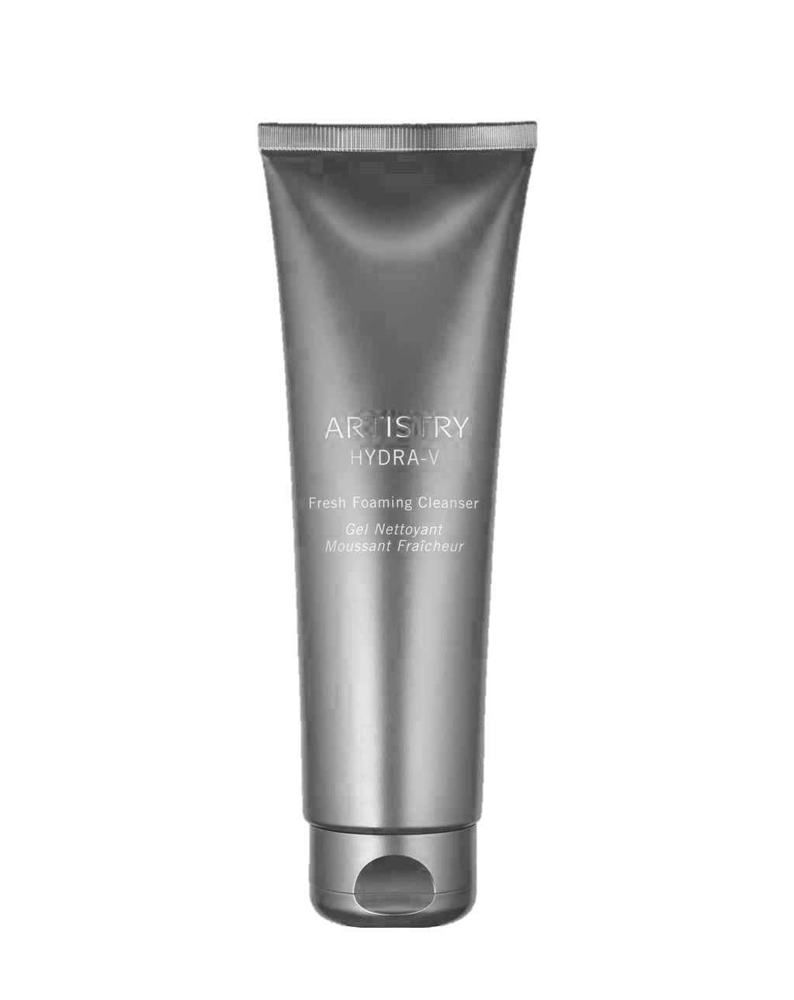 ARTISTRY
HYDRA-V
Fresh Foaming Cleanser
Gel Nettoyant
Moussant Fraîcheur